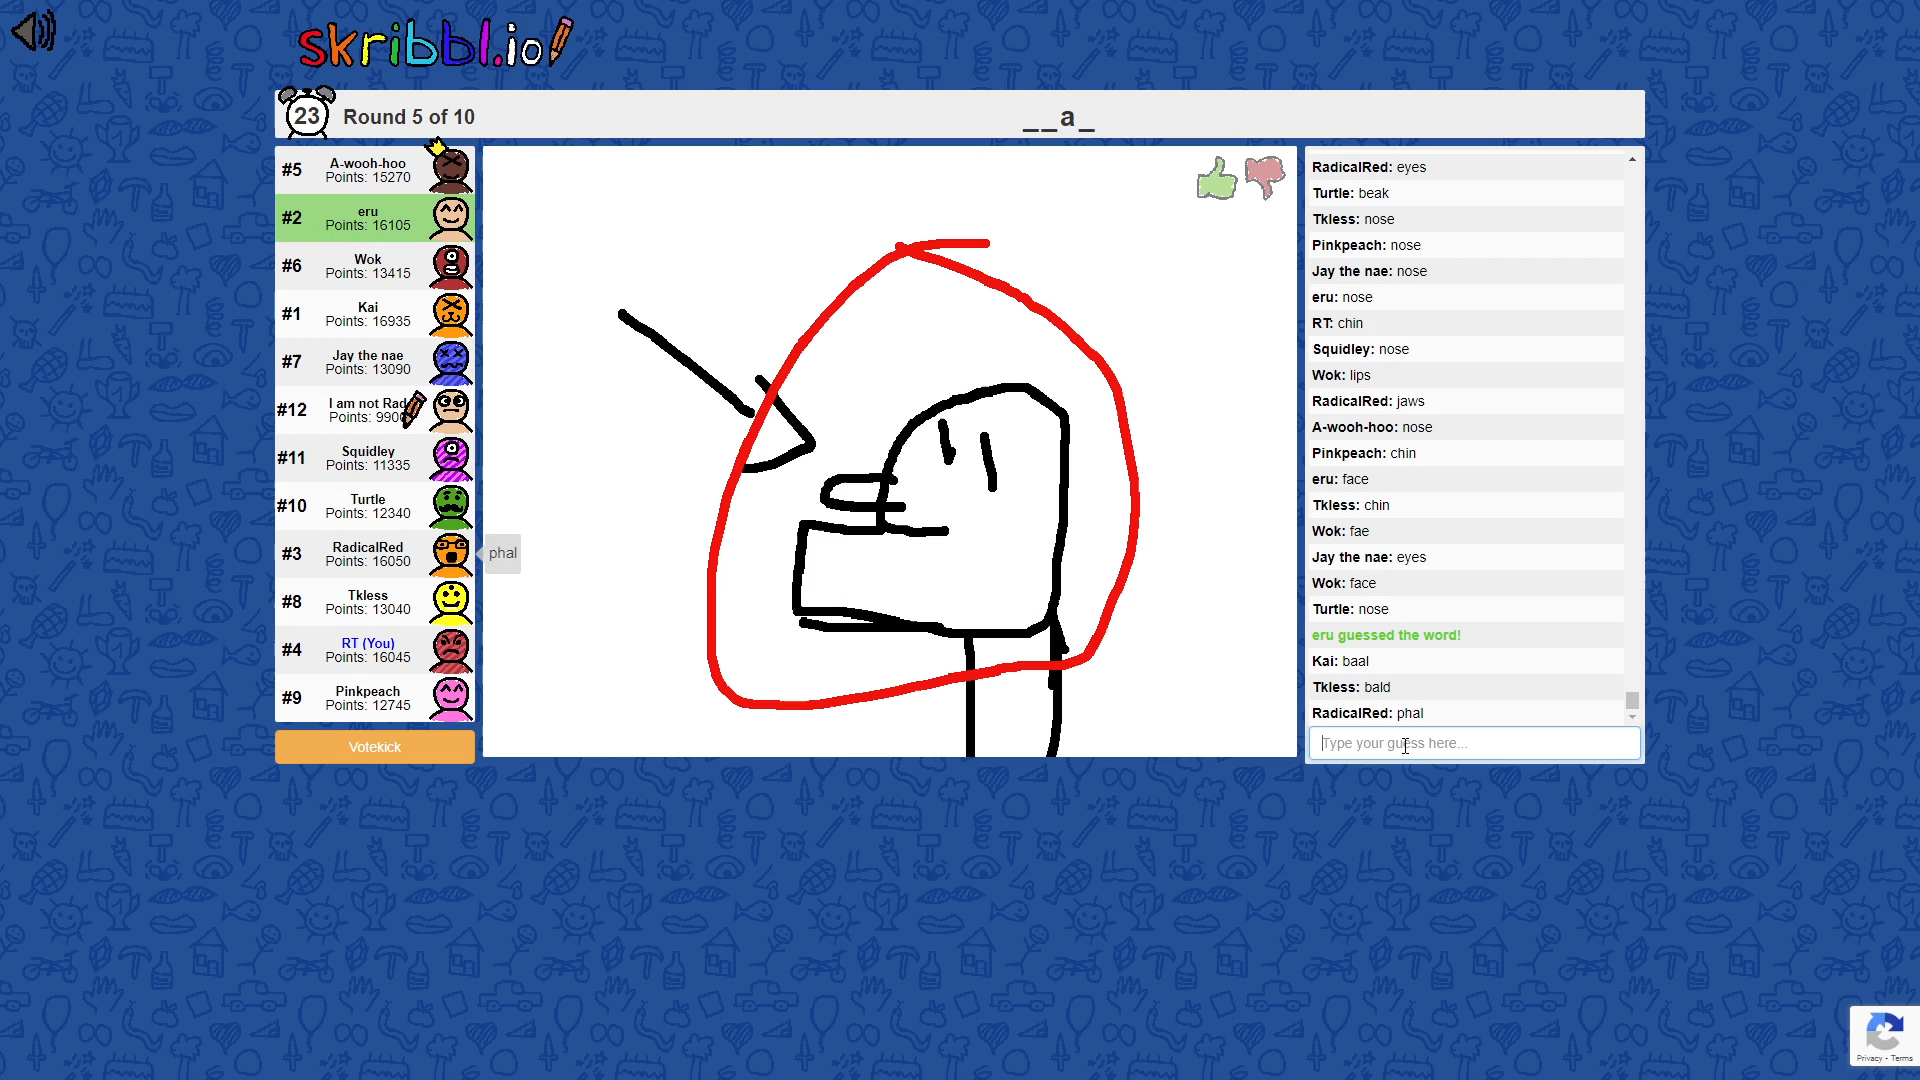 skribbl.io
23
Round 5 of 10
__a_
#5
A-wooh-hoo
Points: 15270
#2
eru
Points: 16105
#6
Wok
Points: 13415
#1
Kai
Points: 16935
#7
Jay the nae
Points: 13090
#12
I am not Rad
Points: 9900
#11
Squidley
Points: 11335
#10
Turtle
Points: 12340
#3
RadicalRed
Points: 16050
phal
#8
Tkless
Points: 13040
#4
RT (You)
Points: 16045
#9
Pinkpeach
Points: 12745
Votekick
RadicalRed: eyes
Turtle: beak
Tkless: nose
Pinkpeach: nose
Jay the nae: nose
eru: nose
RT: chin
Squidley: nose
Wok: lips
RadicalRed: jaws
A-wooh-hoo: nose
Pinkpeach: chin
eru: face
Tkless: chin
Wok: fae
Jay the nae: eyes
Wok: face
Turtle: nose
eru guessed the word!
Kai: baal
Tkless: bald
RadicalRed: phal
Type your guess here...
Privacy - Terms